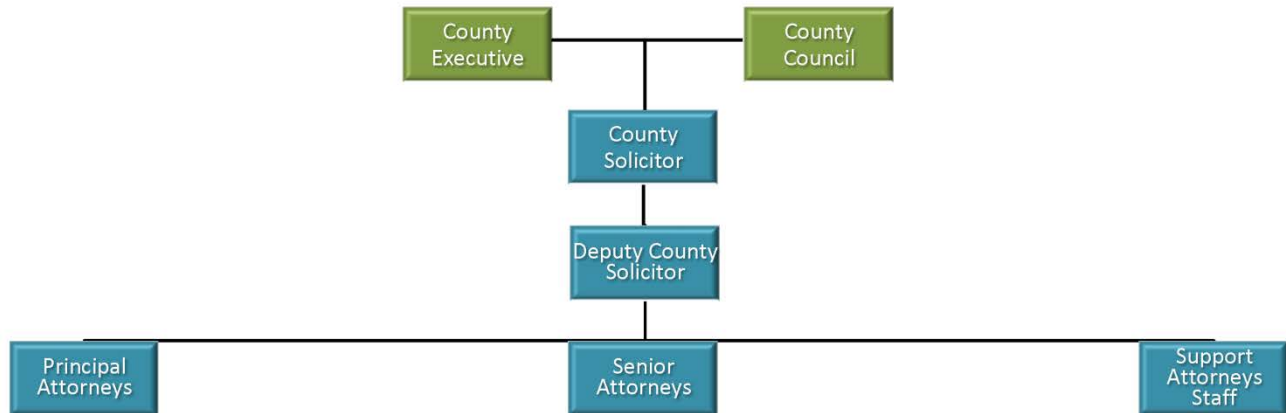 County
Executive
County
Council
County
Solicitor
Deputy County
Solicitor
Principal
Attorneys
Senior
Attorneys
Support
Attorneys
Staff